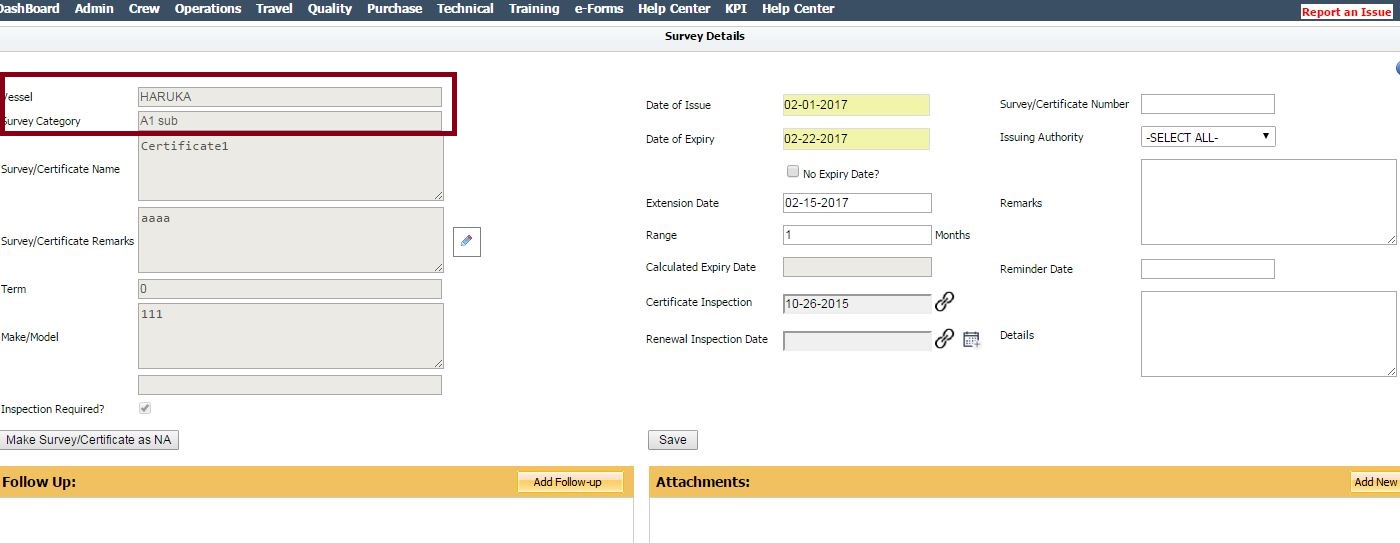 DashBoard Admin Crew Operations Travel Quality Purchase Technical Training e-Forms Help Center KPI Help Center Report an Issue
Survey Details
Vessel HARUKA
Survey Category A1 sub
Survey/Certificate Name Certificate1
Survey/Certificate Remarks aaaa
Term 0
Make/Model 111
Inspection Required?
Make Survey/Certificate as NA
Date of Issue 02-01-2017
Date of Expiry 02-22-2017
No Expiry Date?
Extension Date 02-15-2017
Range 1 Months
Calculated Expiry Date
Certificate Inspection 10-26-2015
Renewal Inspection Date
Save
Survey/Certificate Number
Issuing Authority -SELECT ALL-
Remarks
Reminder Date
Details
Follow Up: Add Follow-up
Attachments: Add New